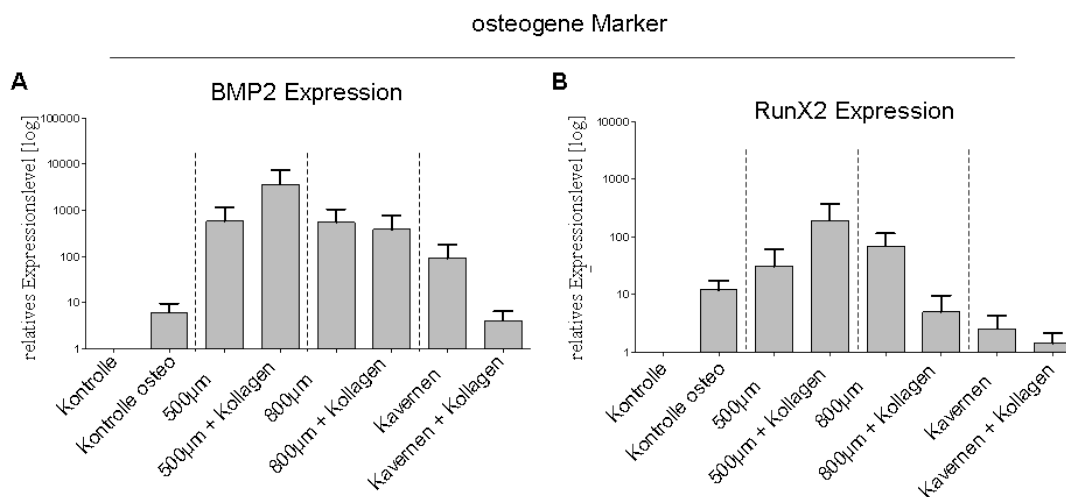 osteogene Marker
A
BMP2 Expression
relatives Expressionslevel [log]
100000
10000
1000
100
10
1
Kontrolle
Kontrolle osteo
500µm
500µm + Kollagen
800µm
800µm + Kollagen
Kavernen
Kavernen + Kollagen
B
RunX2 Expression
relatives Expressionslevel [log]
10000
1000
100
10
1
Kontrolle
Kontrolle osteo
500µm
500µm + Kollagen
800µm
800µm + Kollagen
Kavernen
Kavernen + Kollagen